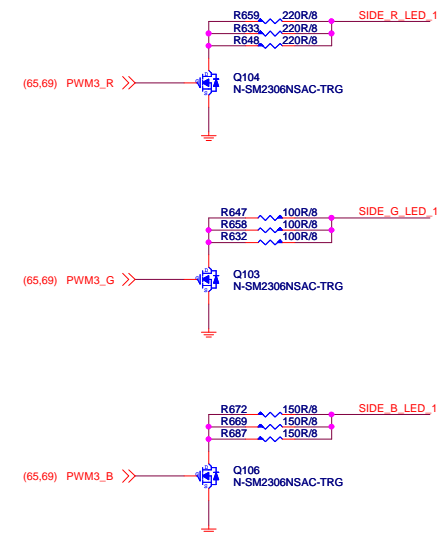 R659 220R/8 SIDE_R_LED_1
R633 220R/8
R648 220R/8
Q104
(65,69) PWM3_R N-SM2306NSAC-TRG
R647 100R/8 SIDE_G_LED_1
R658 100R/8
R632 100R/8
Q103
(65,69) PWM3_G N-SM2306NSAC-TRG
R672 150R/8 SIDE_B_LED_1
R669 150R/8
R687 150R/8
Q106
(65,69) PWM3_B N-SM2306NSAC-TRG